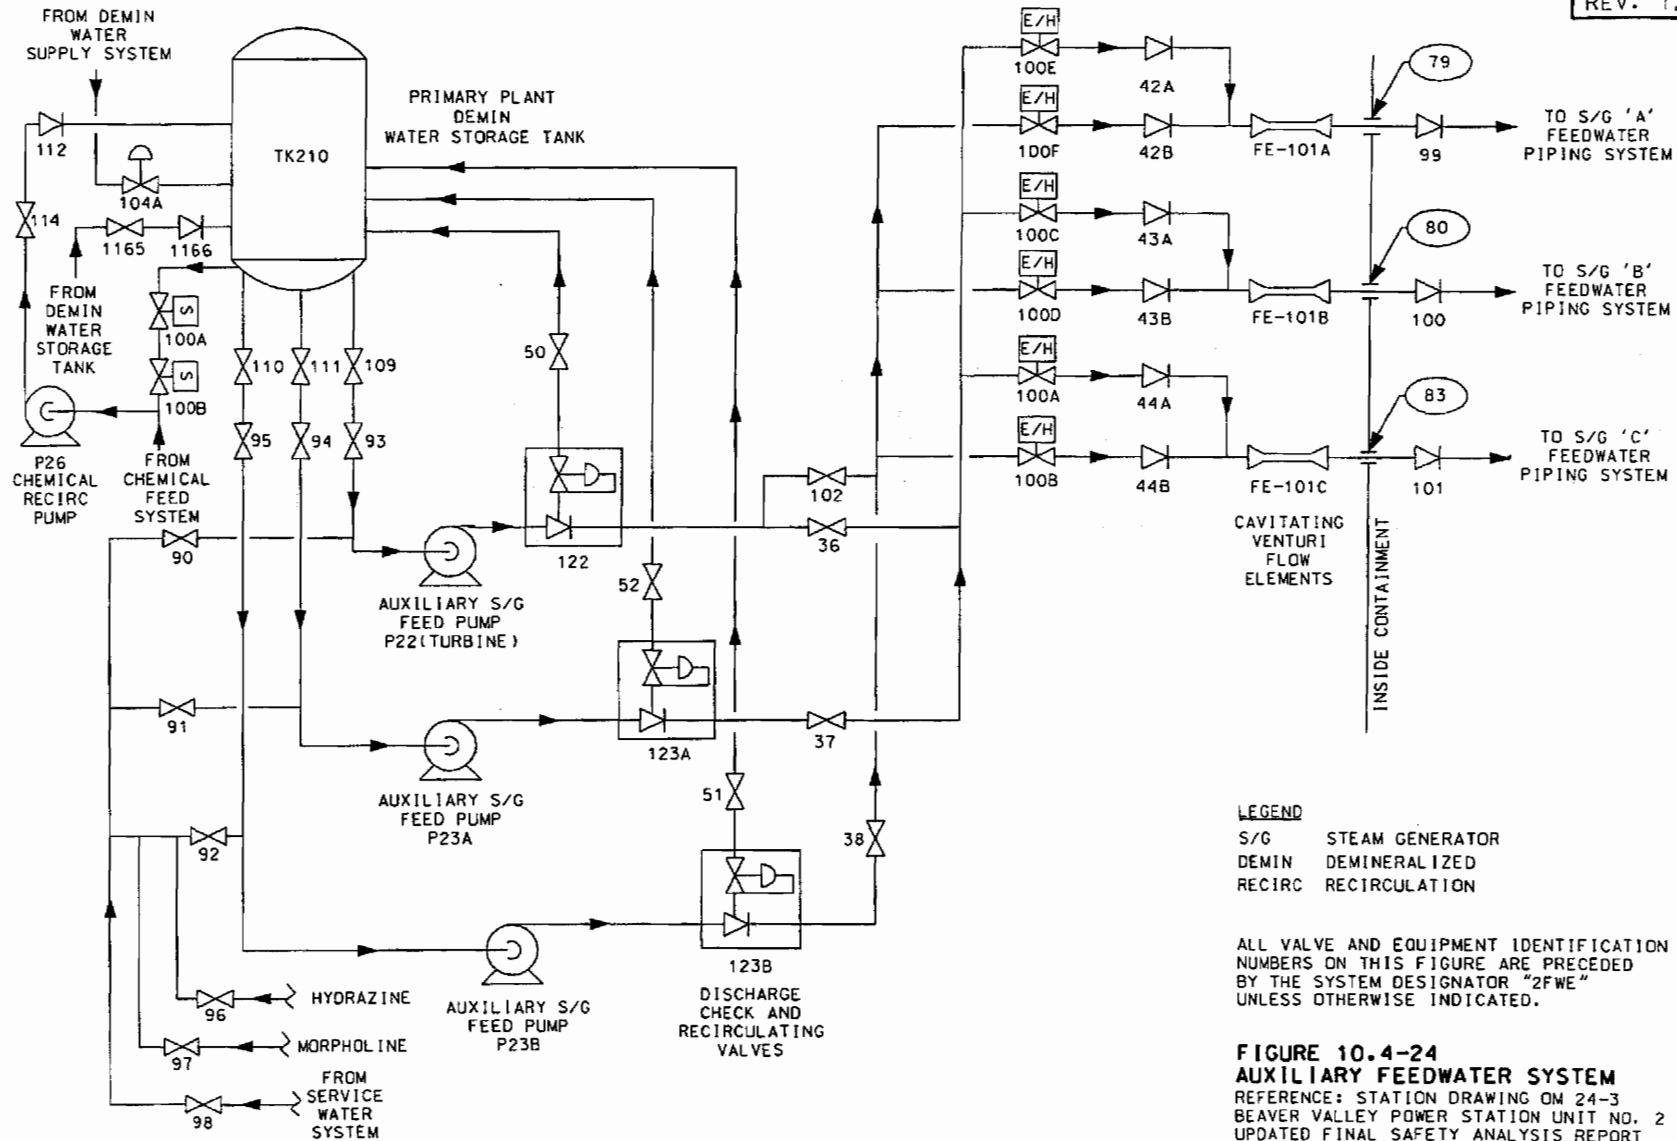 FROM DEMIN
WATER
SUPPLY SYSTEM
REV. 1
PRIMARY PLANT
DEMIN
WATER STORAGE TANK
TK210
112
104A
114
1165
1166
FROM
DEMIN
WATER
STORAGE
TANK
S
100A
S
100B
110
111
109
95
94
93
P26
CHEMICAL
RECIRC
PUMP
FROM
CHEMICAL
FEED
SYSTEM
90
91
92
96
HYDRAZINE
97
MORPHOLINE
98
FROM
SERVICE
WATER
SYSTEM
50
122
AUXILIARY S/G
FEED PUMP
P22(TURBINE)
52
123A
AUXILIARY S/G
FEED PUMP
P23A
51
123B
DISCHARGE
CHECK AND
RECIRCULATING
VALVES
AUXILIARY S/G
FEED PUMP
P23B
102
36
37
38
E/H
100E
42A
E/H
100F
42B
FE-101A
79
99
TO S/G 'A'
FEEDWATER
PIPING SYSTEM
E/H
100C
43A
E/H
100D
43B
FE-101B
80
100
TO S/G 'B'
FEEDWATER
PIPING SYSTEM
E/H
100A
44A
E/H
100B
44B
FE-101C
83
101
TO S/G 'C'
FEEDWATER
PIPING SYSTEM
CAVITATING
VENTURI
FLOW
ELEMENTS
INSIDE CONTAINMENT
LEGEND
S/G STEAM GENERATOR
DEMIN DEMINERALIZED
RECIRC RECIRCULATION
ALL VALVE AND EQUIPMENT IDENTIFICATION
NUMBERS ON THIS FIGURE ARE PRECEDED
BY THE SYSTEM DESIGNATOR "2FWE"
UNLESS OTHERWISE INDICATED.
FIGURE 10.4-24
AUXILIARY FEEDWATER SYSTEM
REFERENCE: STATION DRAWING OM 24-3
BEAVER VALLEY POWER STATION UNIT NO. 2
UPDATED FINAL SAFETY ANALYSIS REPORT